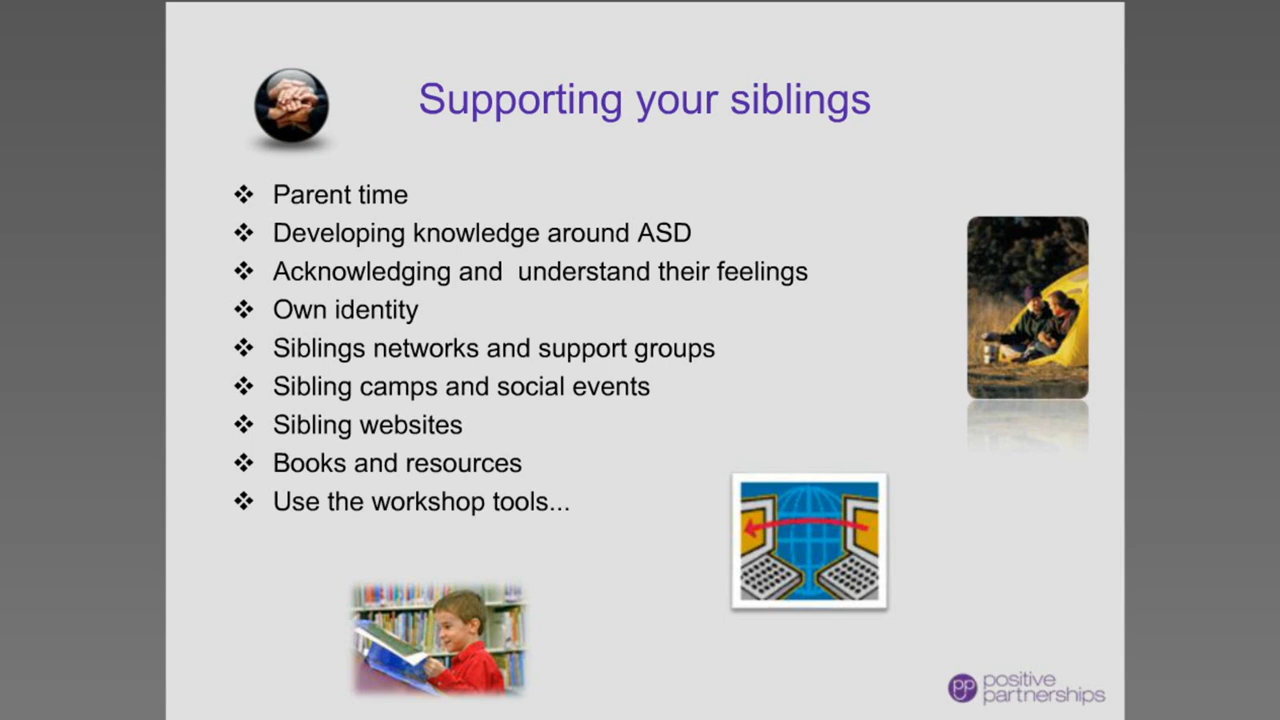 Supporting your siblings
Parent time
Developing knowledge around ASD
Acknowledging and  understand their feelings
Own identity
Siblings networks and support groups
Sibling camps and social events
Sibling websites
Books and resources
Use the workshop tools...
pp positive
partnerships